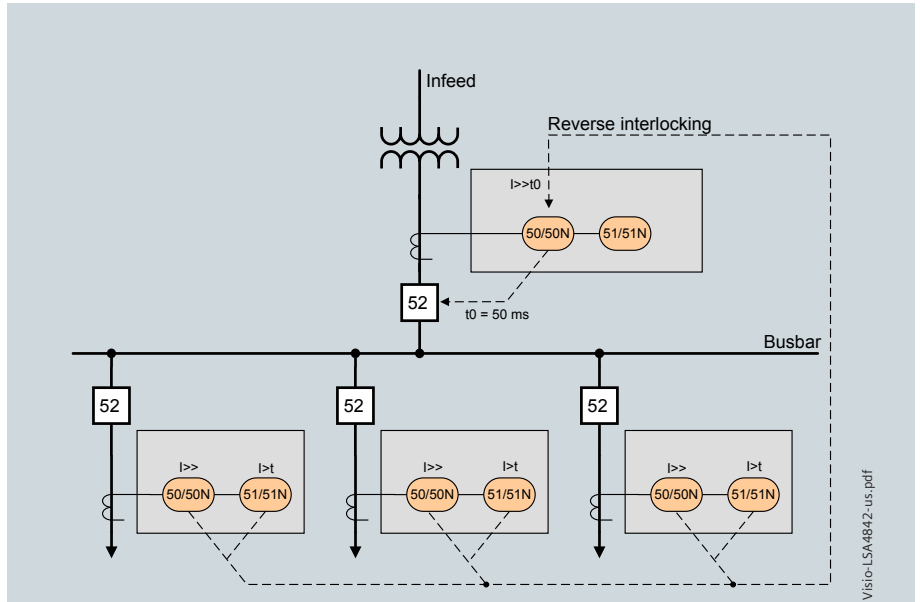 Infeed
Reverse interlocking
I>>t0
50/50N
51/51N
52
t0 = 50 ms
Busbar
52
52
52
I>>
I>t
I>>
I>t
I>>
I>t
50/50N
51/51N
50/50N
51/51N
50/50N
51/51N
Visio-LSA4842-us.pdf